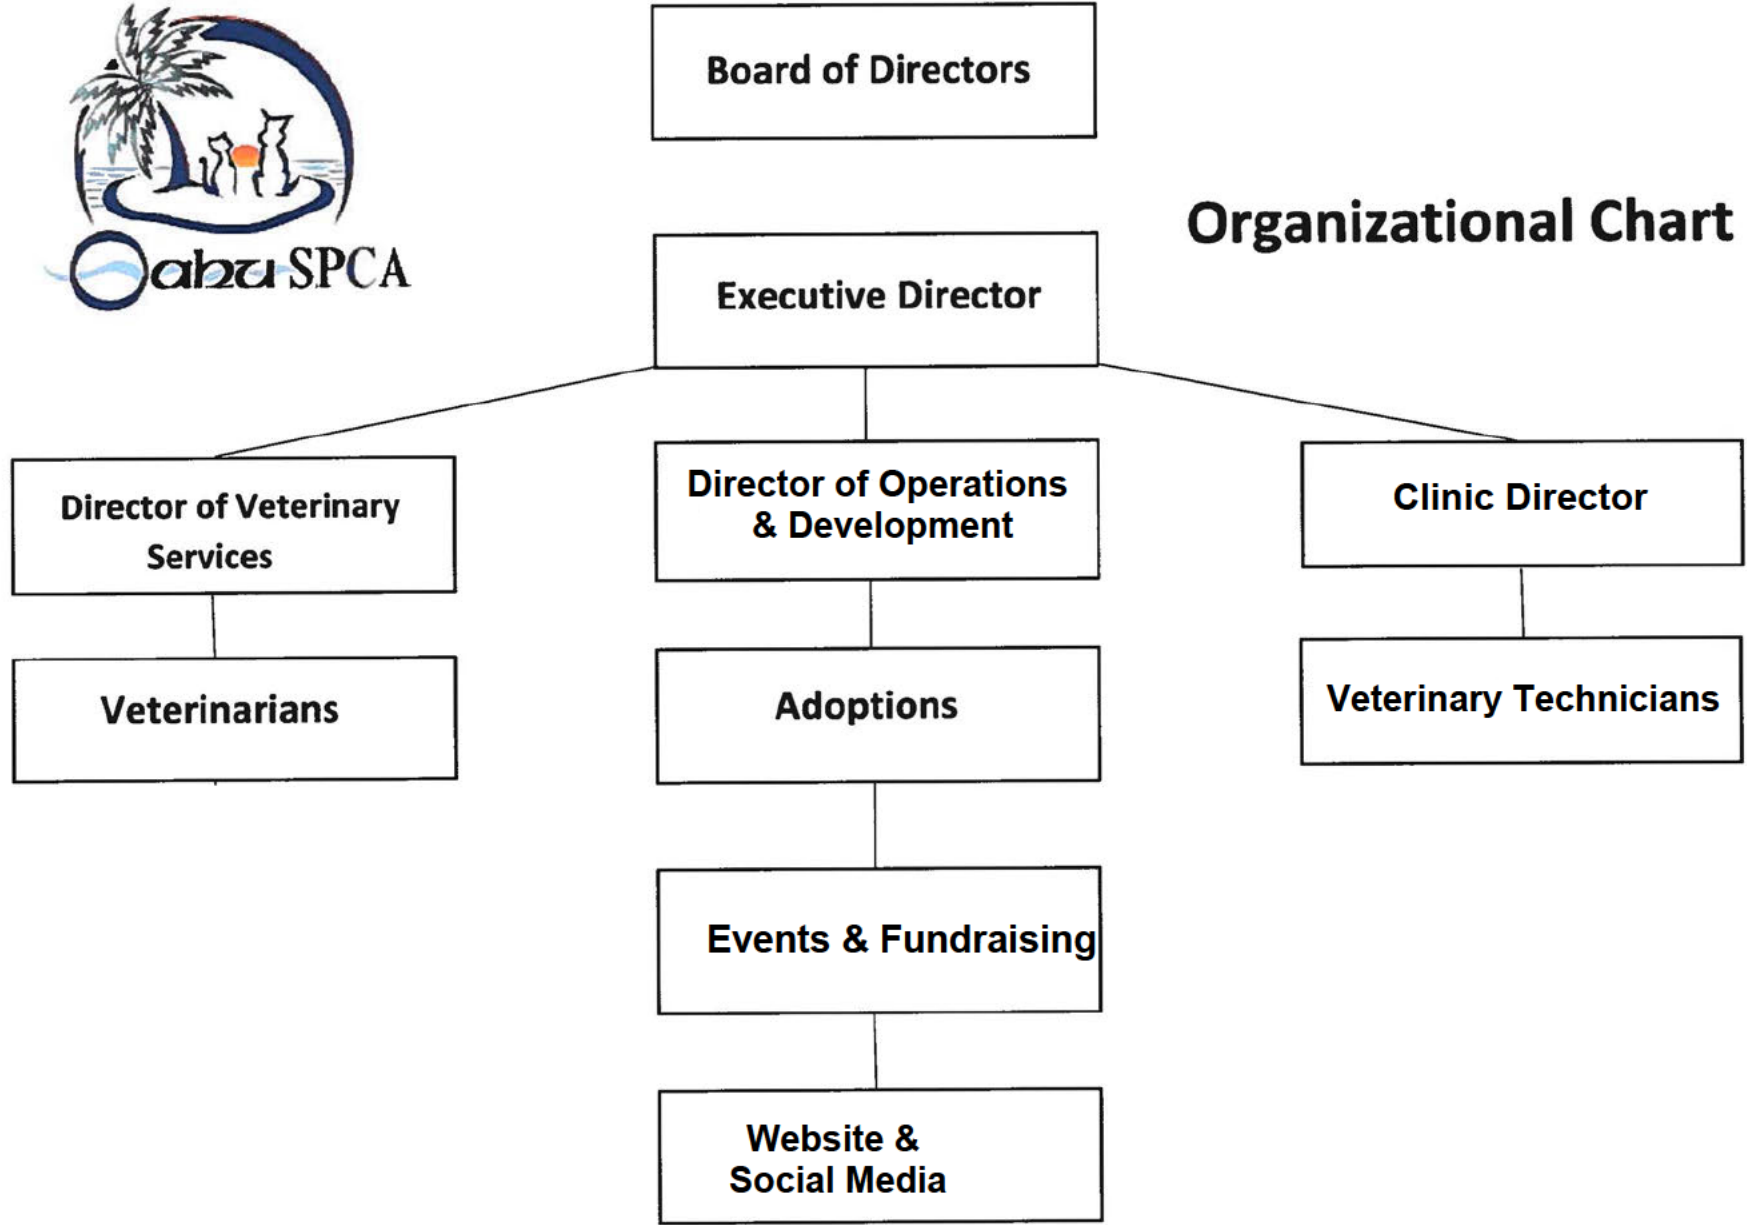 Board of Directors
Organizational Chart
Oahu SPCA
Executive Director
Director of Veterinary
Services
Director of Operations
& Development
Clinic Director
Veterinarians
Adoptions
Veterinary Technicians
Events & Fundraising
Website &
Social Media